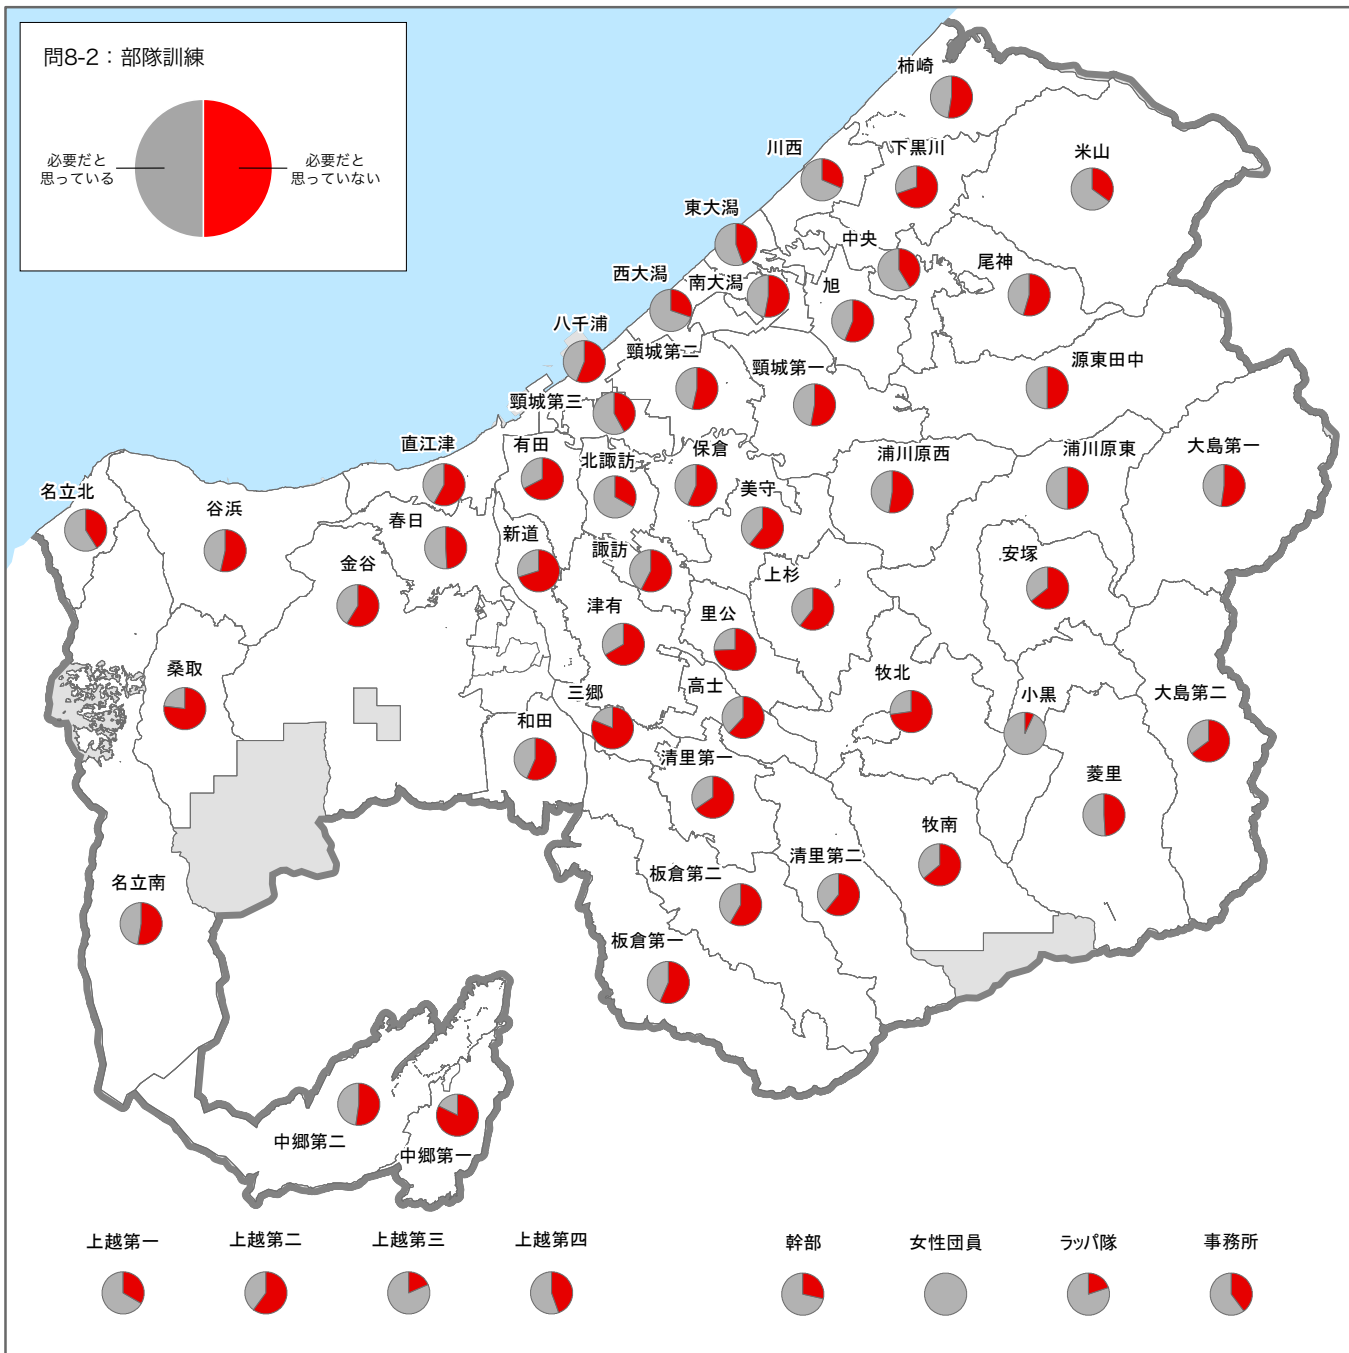 問8-2：部隊訓練
必要だと
思っている
必要だと
思っていない
柿崎
川西
下黒川
米山
東大潟
中央
尾神
西大潟
南大潟
旭
八千浦
頸城第二
頸城第一
源東田中
頸城第三
直江津
有田
北諏訪
保倉
浦川原西
浦川原東
大島第一
名立北
谷浜
春日
美守
金谷
新道
諏訪
上杉
安塚
津有
里公
桑取
三郷
高士
牧北
小黒
大島第二
和田
清里第一
菱里
牧南
名立南
板倉第二
清里第二
板倉第一
中郷第二
中郷第一
上越第一
上越第二
上越第三
上越第四
幹部
女性団員
ラッパ隊
事務所